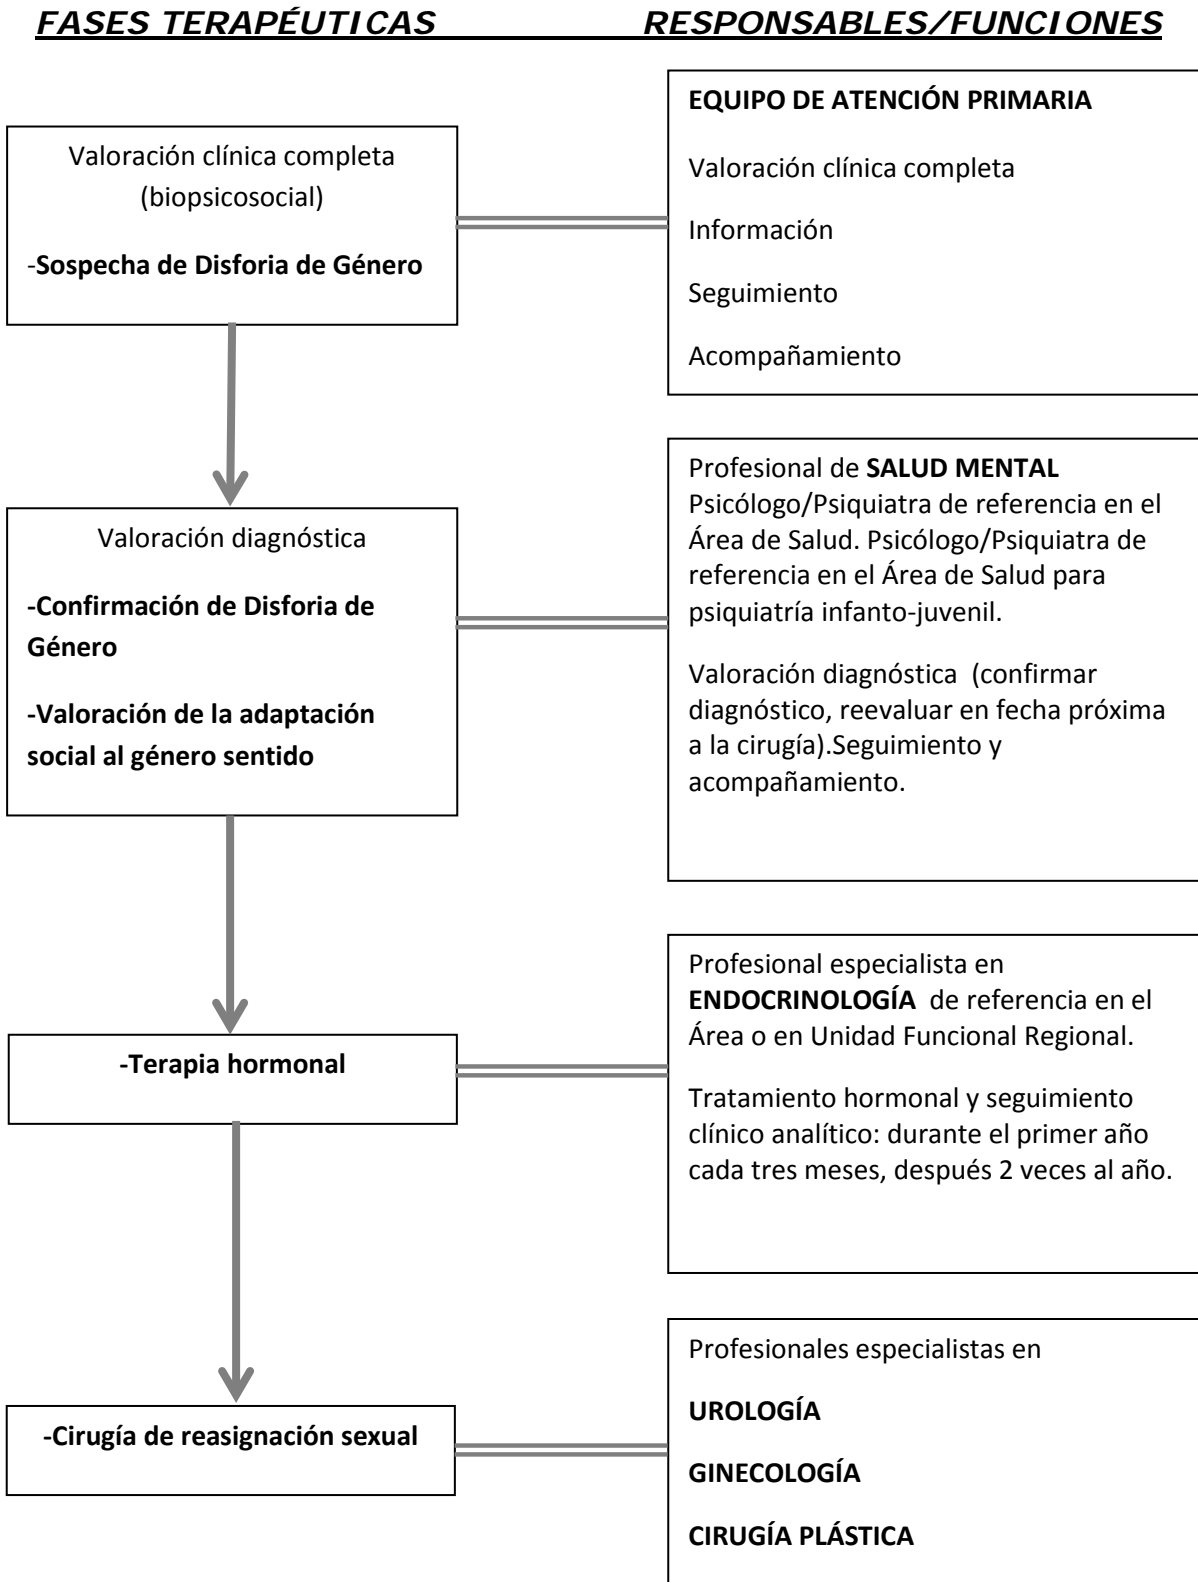 FASES TERAPÉUTICAS RESPONSABLES/FUNCIONES
Valoración clínica completa
(biopsicosocial)
-Sospecha de Disforia de Género
EQUIPO DE ATENCIÓN PRIMARIA
Valoración clínica completa
Información
Seguimiento
Acompañamiento
Valoración diagnóstica
-Confirmación de Disforia de
Género
-Valoración de la adaptación
social al género sentido
Profesional de SALUD MENTAL
Psicólogo/Psiquiatra de referencia en el
Área de Salud. Psicólogo/Psiquiatra de
referencia en el Área de Salud para
psiquiatría infanto-juvenil.
Valoración diagnóstica (confirmar
diagnóstico, reevaluar en fecha próxima
a la cirugía).Seguimiento y
acompañamiento.
-Terapia hormonal
Profesional especialista en
ENDOCRINOLOGÍA de referencia en el
Área o en Unidad Funcional Regional.
Tratamiento hormonal y seguimiento
clínico analítico: durante el primer año
cada tres meses, después 2 veces al año.
-Cirugía de reasignación sexual
Profesionales especialistas en
UROLOGÍA
GINECOLOGÍA
CIRUGÍA PLÁSTICA